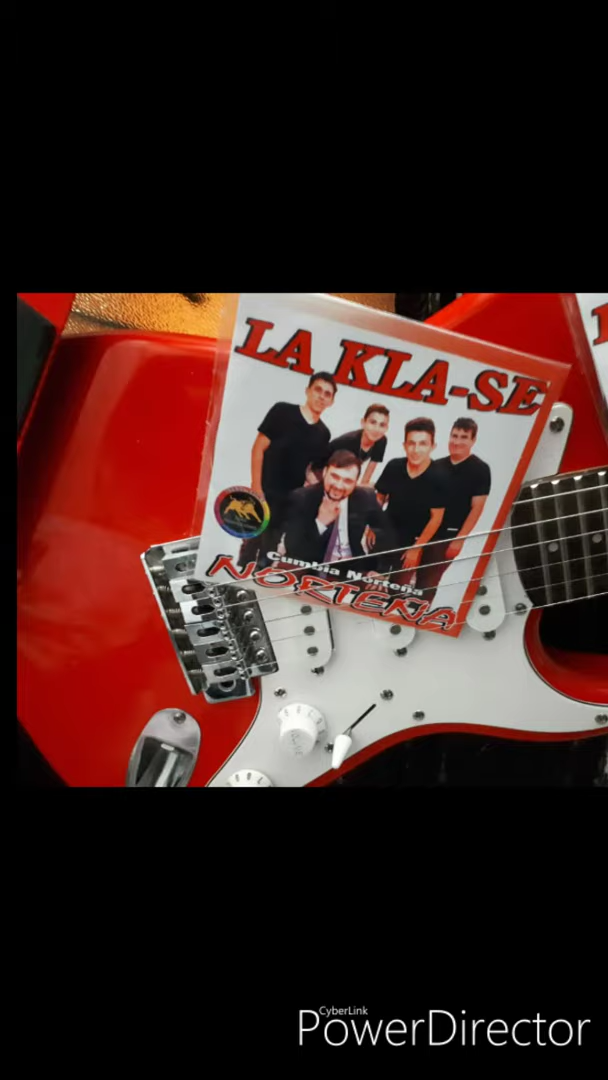 LA KLA-SE
Cumbia Norteña
NORTEÑA
CyberLink
PowerDirector